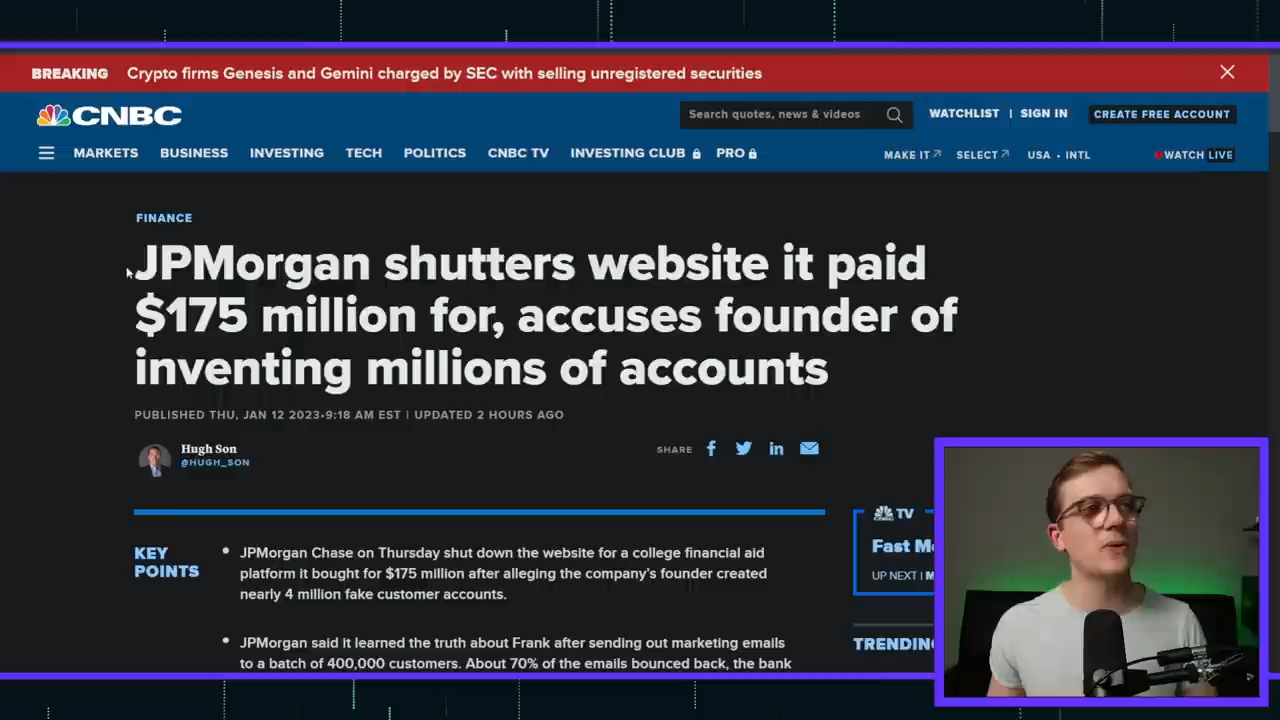 BREAKING Crypto firms Genesis and Gemini charged by SEC with selling unregistered securities
CNBC
Search quotes, news & videos
WATCHLIST | SIGN IN
CREATE FREE ACCOUNT
MARKETS BUSINESS INVESTING TECH POLITICS CNBC TV INVESTING CLUB PRO
MAKE IT SELECT USA • INTL WATCH LIVE
FINANCE
JPMorgan shutters website it paid
$175 million for, accuses founder of
inventing millions of accounts
PUBLISHED THU, JAN 12 2023•9:18 AM EST | UPDATED 2 HOURS AGO
Hugh Son
@HUGH_SON
SHARE
KEY
POINTS
• JPMorgan Chase on Thursday shut down the website for a college financial aid
platform it bought for $175 million after alleging the company's founder created
nearly 4 million fake customer accounts.
• JPMorgan said it learned the truth about Frank after sending out marketing emails
to a batch of 400,000 customers. About 70% of the emails bounced back, the bank
TV
Fast
UP NEXT |
TRENDING